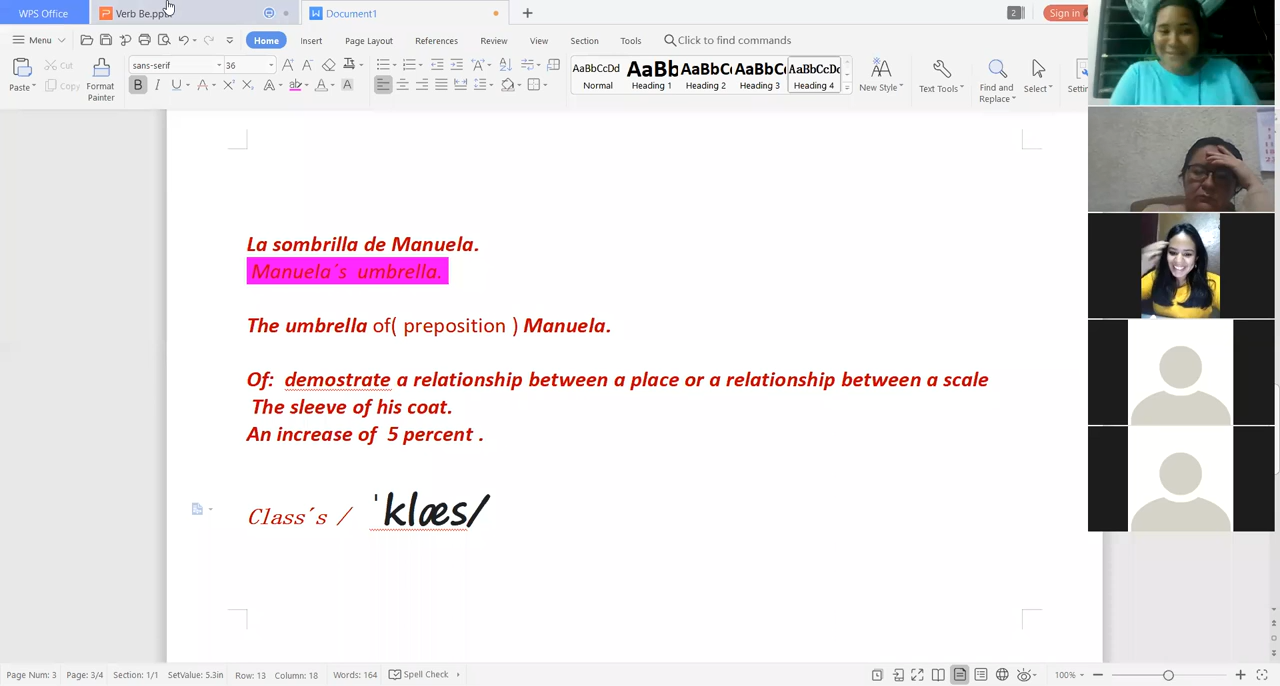 WPS Office Verb Be.ppt Document1 2 Sign in
Menu Home Insert Page Layout References Review View Section Tools Click to find commands
Paste Cut Copy Format Painter sans-serif 36 AaBbCcDd Normal AaBb Heading 1 AaBbC Heading 2 AaBbC Heading 3 AaBbCcDc Heading 4 New Style Text Tools Find and Replace Select
La sombrilla de Manuela.
Manuela´s umbrella.
The umbrella of( preposition ) Manuela.
Of: demostrate a relationship between a place or a relationship between a scale
The sleeve of his coat.
An increase of 5 percent .
Class´s / ˈklæs/
Page Num: 3 Page: 3/4 Section: 1/1 SetValue: 5.3in Row: 13 Column: 18 Words: 164 Spell Check 100%